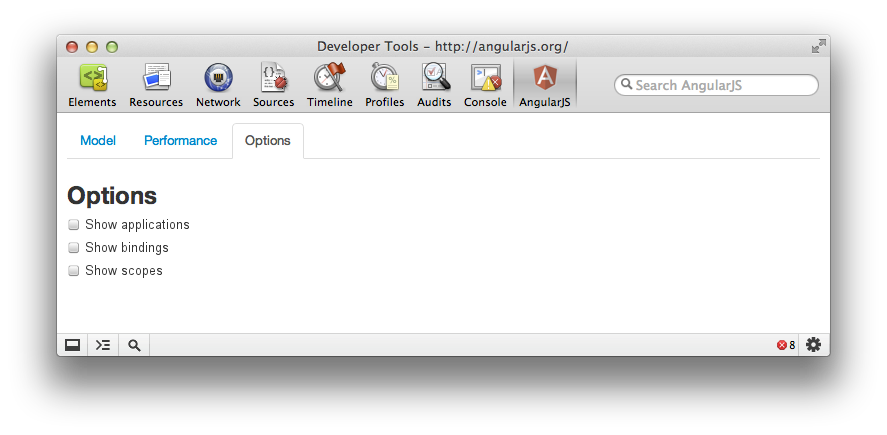 Developer Tools - http://angularjs.org/
Elements Resources Network Sources Timeline Profiles Audits Console AngularJS
Search AngularJS
Model Performance Options
Options
Show applications
Show bindings
Show scopes
8